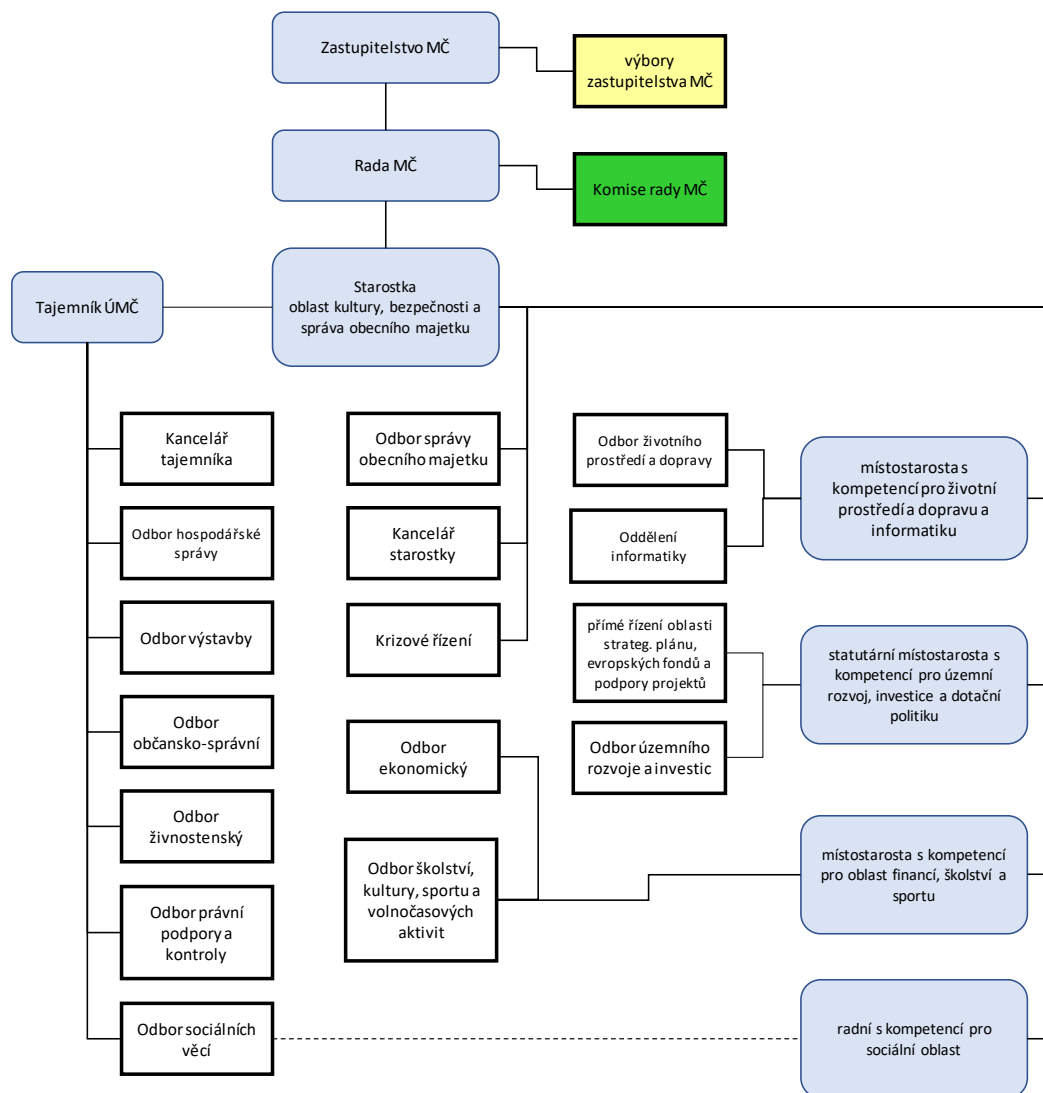 Zastupitelstvo MČ
výbory
zastupitelstva MČ
Rada MČ
Komise rady MČ
Tajemník ÚMČ
Starostka
oblast kultury, bezpečnosti a
správa obecního majetku
Kancelář
tajemníka
Odbor správy
obecního majetku
Odbor životního
prostředí a dopravy
místostarosta s
kompetencí pro životní
prostředí a dopravu a
informatiku
Odbor hospodářské
správy
Kancelář
starostky
Oddělení
informatiky
Odbor výstavby
Krizové řízení
přímé řízení oblasti
strateg. plánu,
evropských fondů a
podpory projektů
statutární místostarosta s
kompetencí pro územní
rozvoj, investice a dotační
politiku
Odbor
občansko-správní
Odbor
ekonomický
Odbor územního
rozvoje a investic
Odbor
živnostenský
Odbor školství,
kultury, sportu a
volnočasových
aktivit
místostarosta s kompetencí
pro oblast financí, školství a
sportu
Odbor právní
podpory a
kontroly
Odbor sociálních
věcí
radní s kompetencí pro
sociální oblast